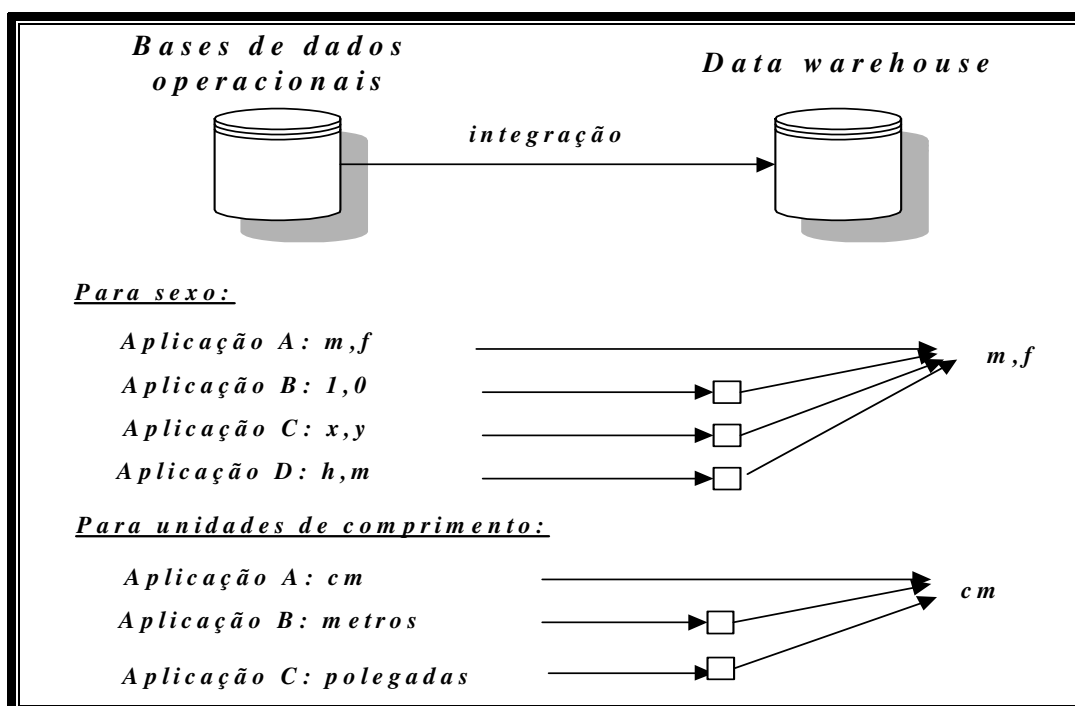 Bases de dados
operacionais
Data warehouse
integração
Para sexo:
Aplicação A: m,f
m,f
Aplicação B: 1,0
Aplicação C: x,y
Aplicação D: h,m
Para unidades de comprimento:
Aplicação A: cm
cm
Aplicação B: metros
Aplicação C: polegadas